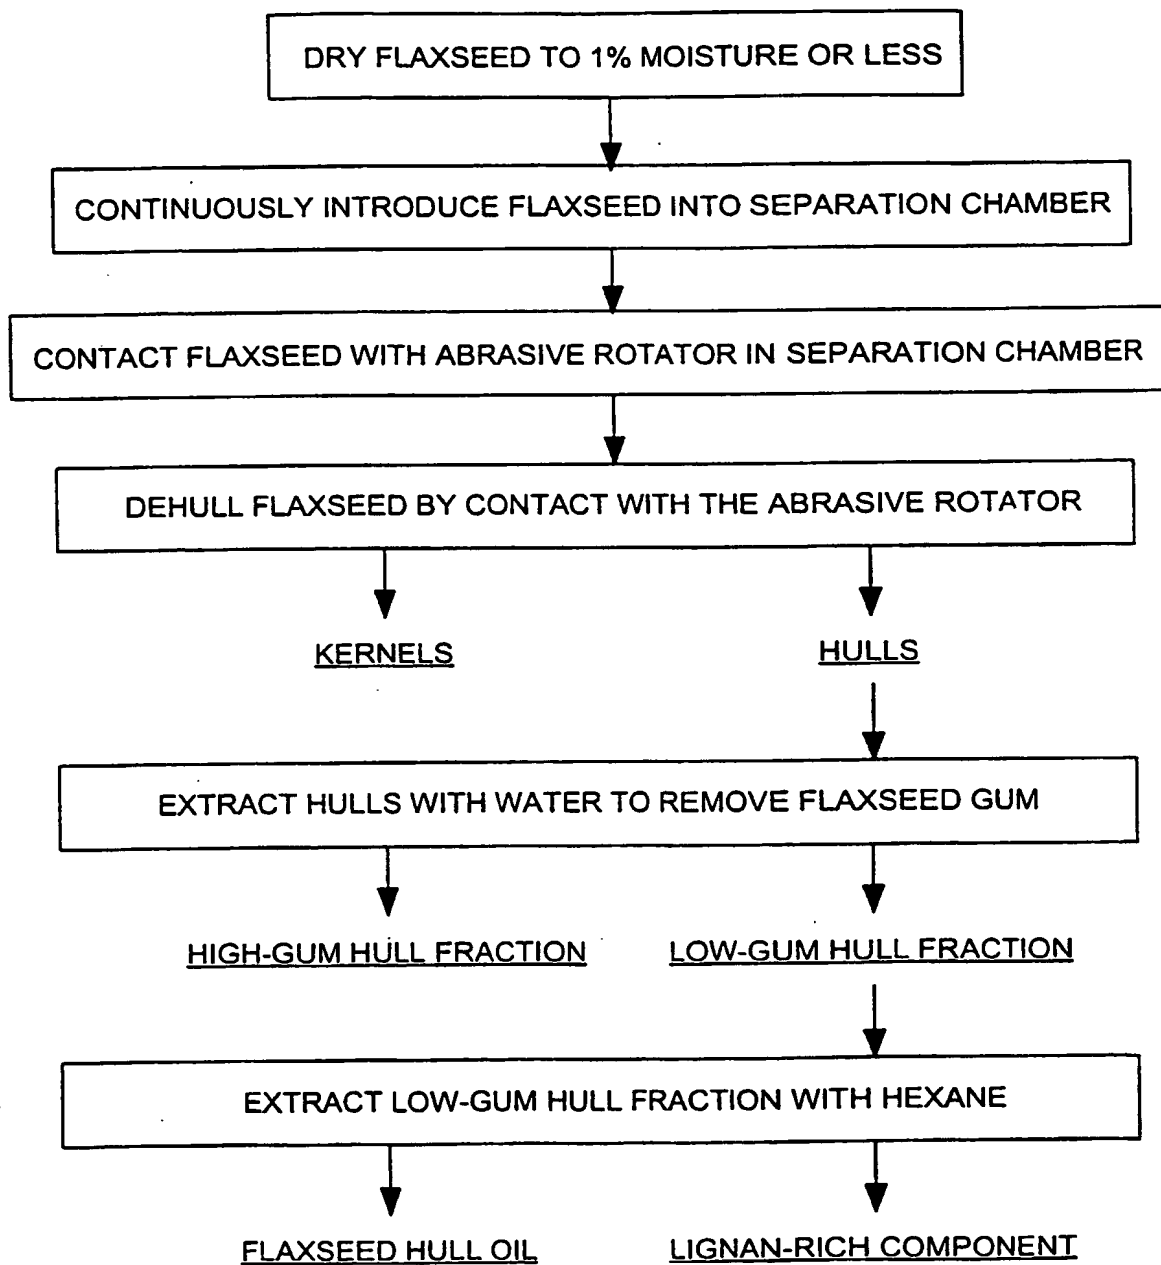 DRY FLAXSEED TO 1% MOISTURE OR LESS
CONTINUOUSLY INTRODUCE FLAXSEED INTO SEPARATION CHAMBER
CONTACT FLAXSEED WITH ABRASIVE ROTATOR IN SEPARATION CHAMBER
DEHULL FLAXSEED BY CONTACT WITH THE ABRASIVE ROTATOR
KERNELS HULLS
EXTRACT HULLS WITH WATER TO REMOVE FLAXSEED GUM
HIGH-GUM HULL FRACTION LOW-GUM HULL FRACTION
EXTRACT LOW-GUM HULL FRACTION WITH HEXANE
FLAXSEED HULL OIL LIGNAN-RICH COMPONENT